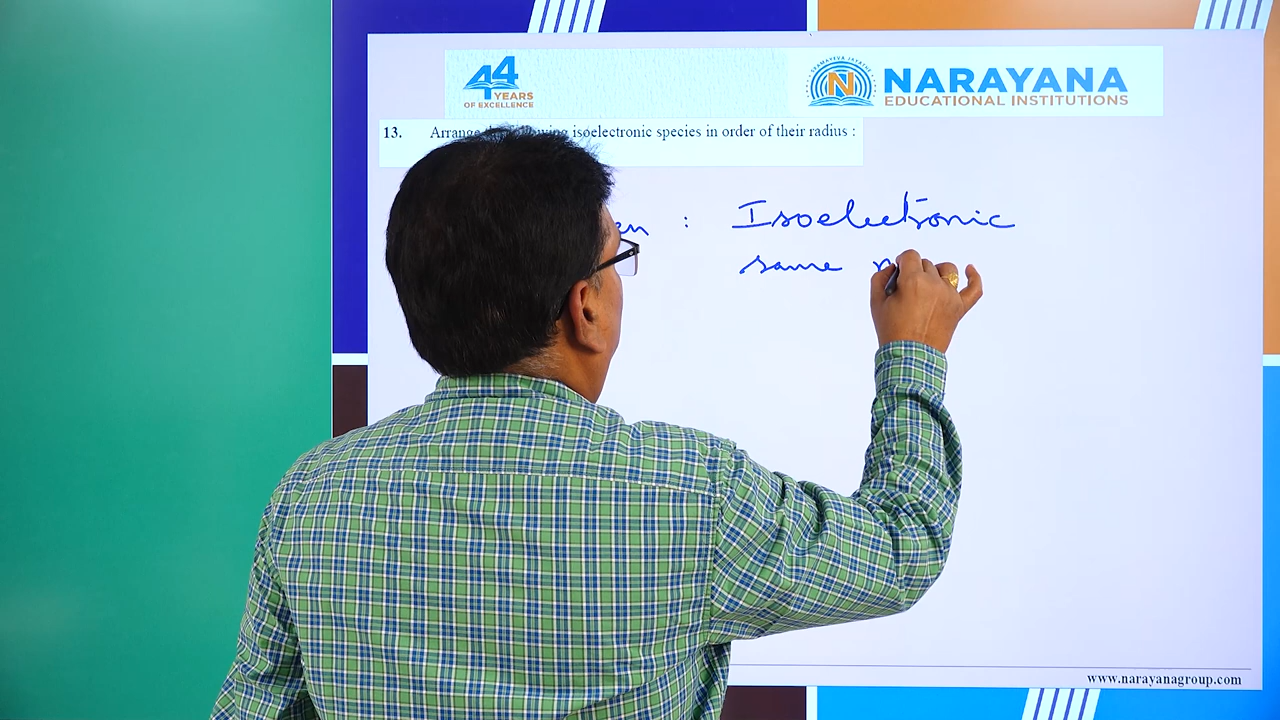 44
YEARS
OF EXCELLENCE
NARAYANA
EDUCATIONAL INSTITUTIONS
13. Arrange isoelectronic species in order of their radius :
: Isoelectronic
same
www.narayanagroup.com